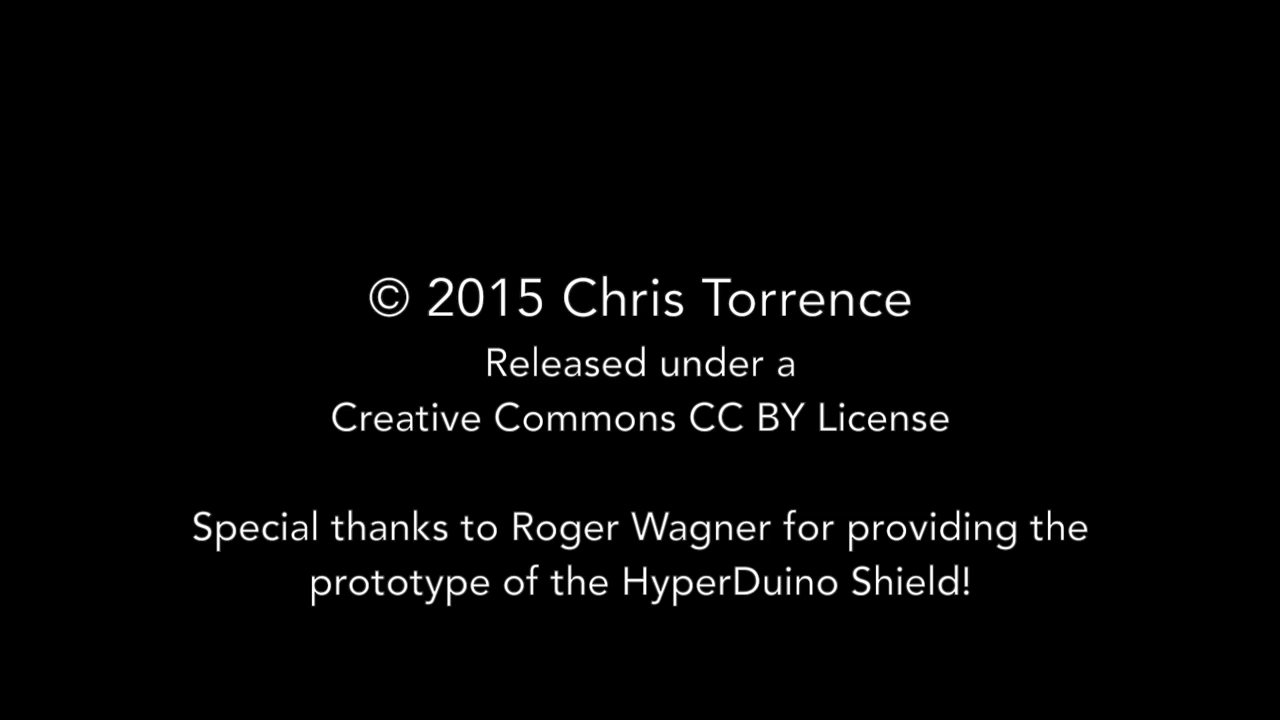 © 2015 Chris Torrence
Released under a
Creative Commons CC BY License
Special thanks to Roger Wagner for providing the
prototype of the HyperDuino Shield!